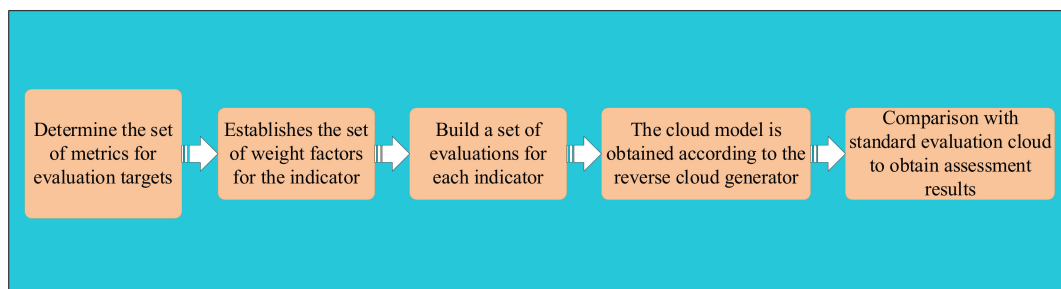 Determine the set
of metrics for
evaluation targets
Establishes the set
of weight factors
for the indicator
Build a set of
evaluations for
each indicator
The cloud model is
obtained according to the
reverse cloud generator
Comparison with
standard evaluation cloud
to obtain assessment
results